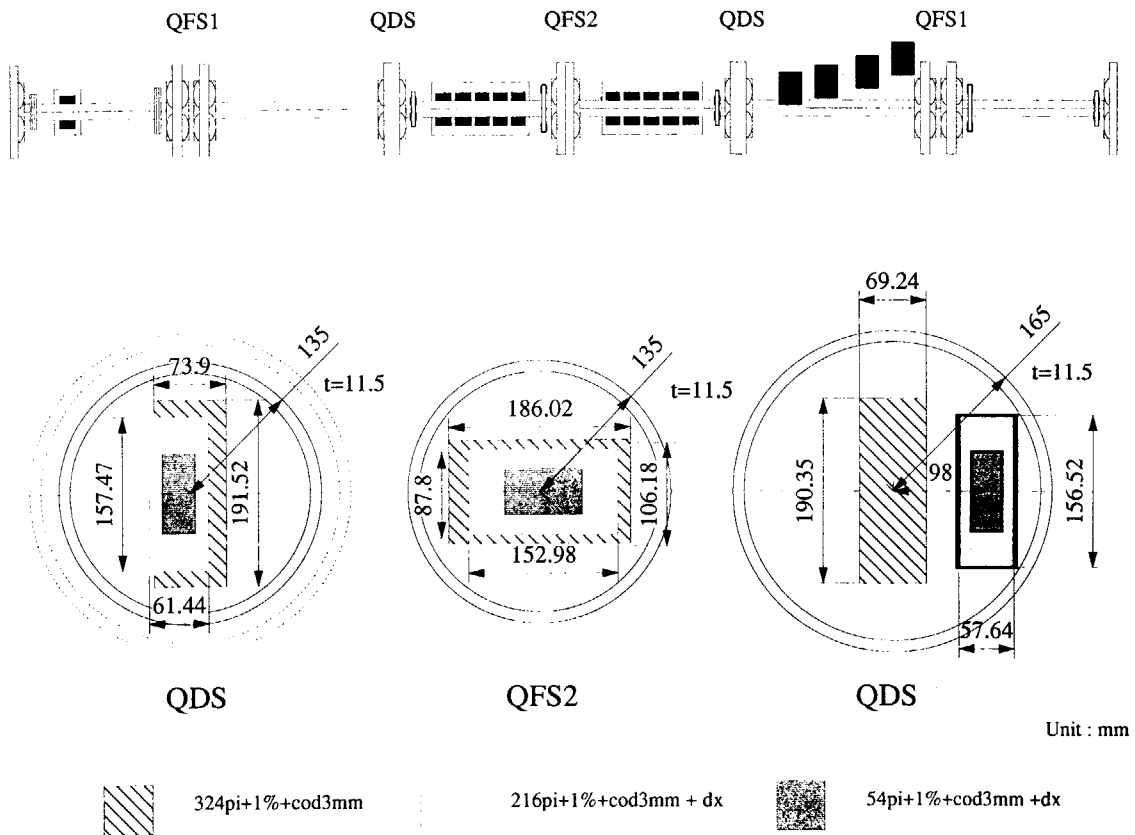 QFS1 QDS QFS2 QDS QFS1
69.24
135 135 165
73.9 t=11.5 t=11.5 t=11.5
186.02
157.47 191.52 87.8 106.18 190.35 98 156.52
152.98
61.44 57.64
QDS QFS2 QDS
Unit : mm
324pi+1%+cod3mm 216pi+1%+cod3mm + dx 54pi+1%+cod3mm +dx